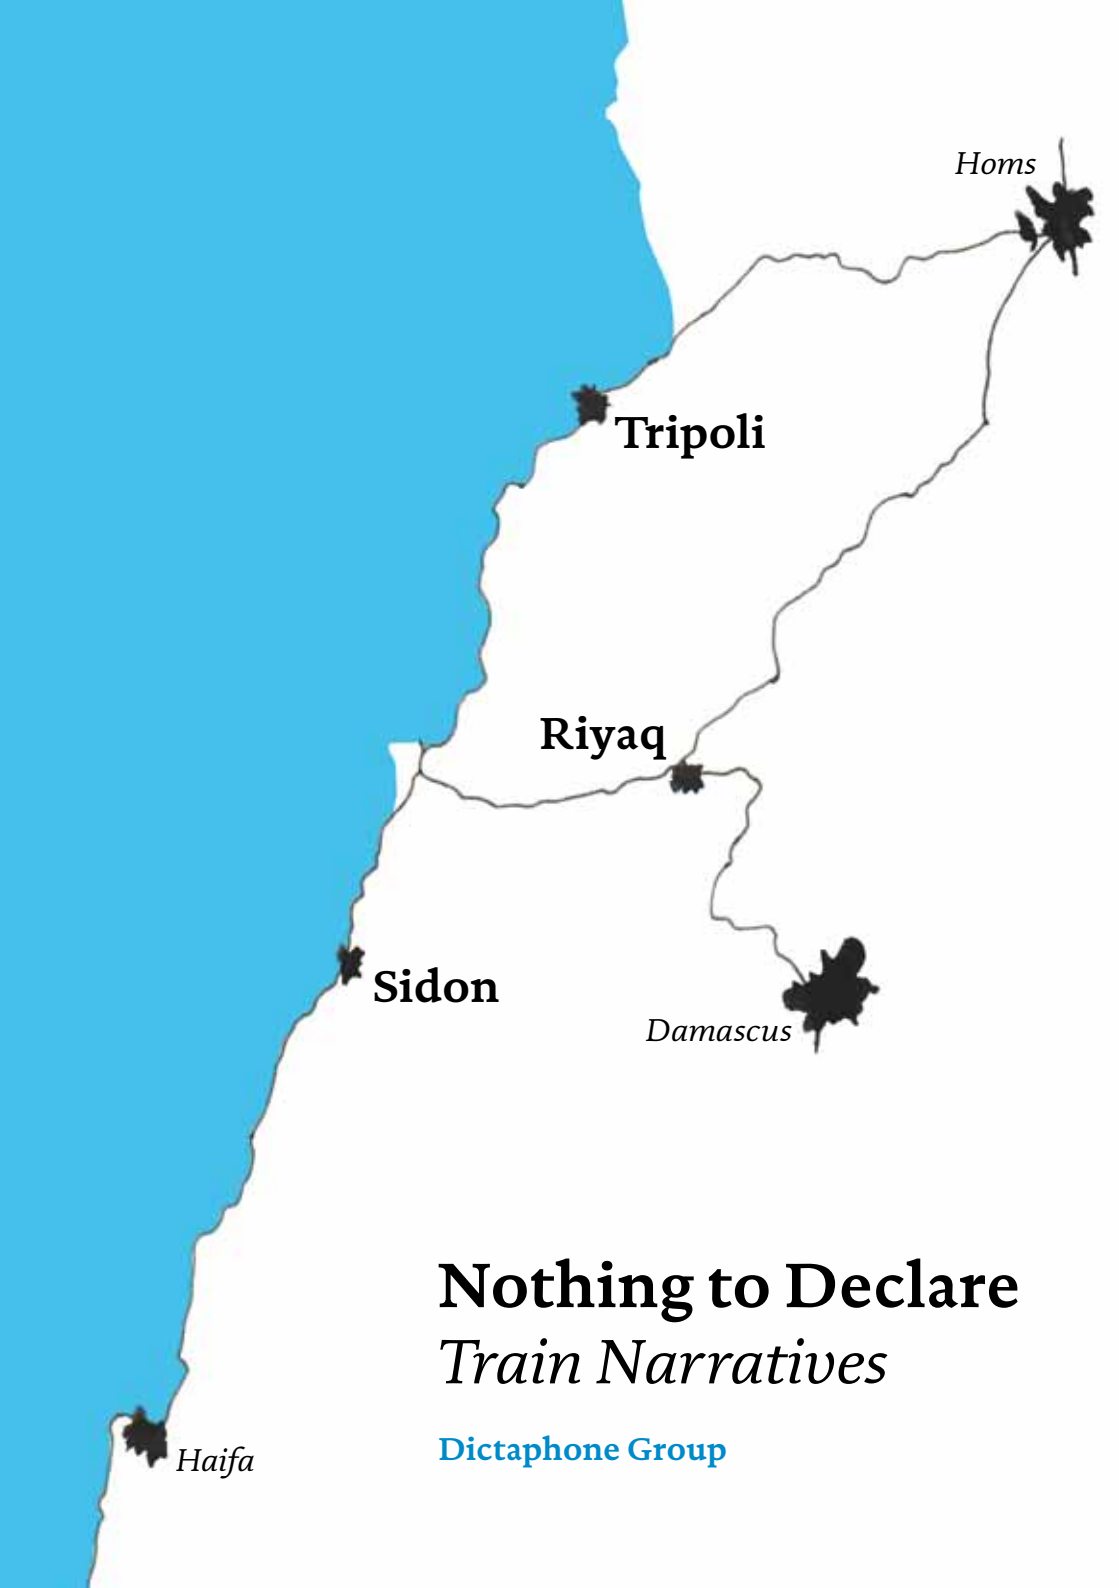 Homs
Tripoli
Riyaq
Sidon
Damascus
Nothing to Declare
Train Narratives
Dictaphone Group
Haifa